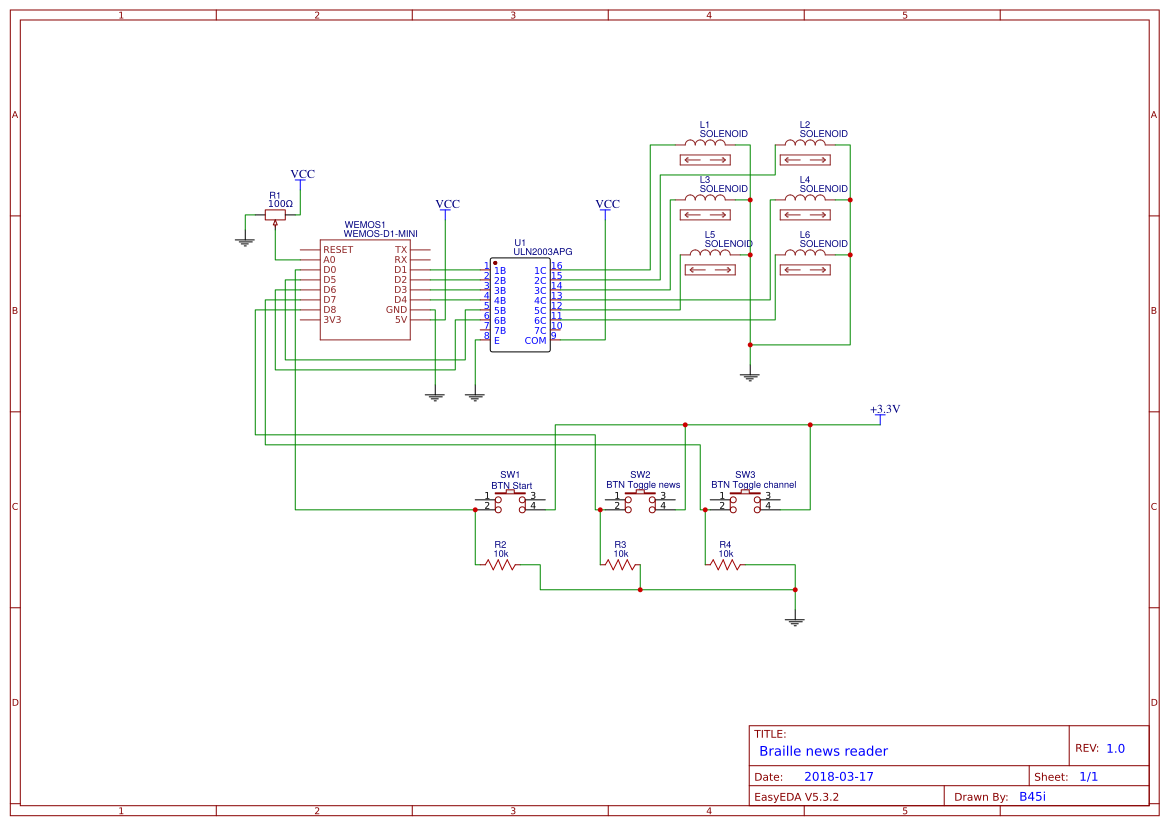 1 2 3 4 5
A A
B B
C C
D D
VCC
R1
100Ω
WEMOS1
WEMOS-D1-MINI
RESET TX
A0 RX
D0 D1
D5 D2
D6 D3
D7 D4
D8 GND
3V3 5V
VCC
U1
ULN2003APG
1 1B 1C 16
2 2B 2C 15
3 3B 3C 14
4 4B 4C 13
5 5B 5C 12
6 6B 6C 11
7 7B 7C 10
8 E COM 9
VCC
L1
SOLENOID
L2
SOLENOID
L3
SOLENOID
L4
SOLENOID
L5
SOLENOID
L6
SOLENOID
+3.3V
SW1
BTN Start
1 3
2 4
SW2
BTN Toggle news
1 3
2 4
SW3
BTN Toggle channel
1 3
2 4
R2
10k
R3
10k
R4
10k
TITLE:
Braille news reader
REV: 1.0
Date: 2018-03-17
Sheet: 1/1
EasyEDA V5.3.2
Drawn By: B45i
1 2 3 4 5